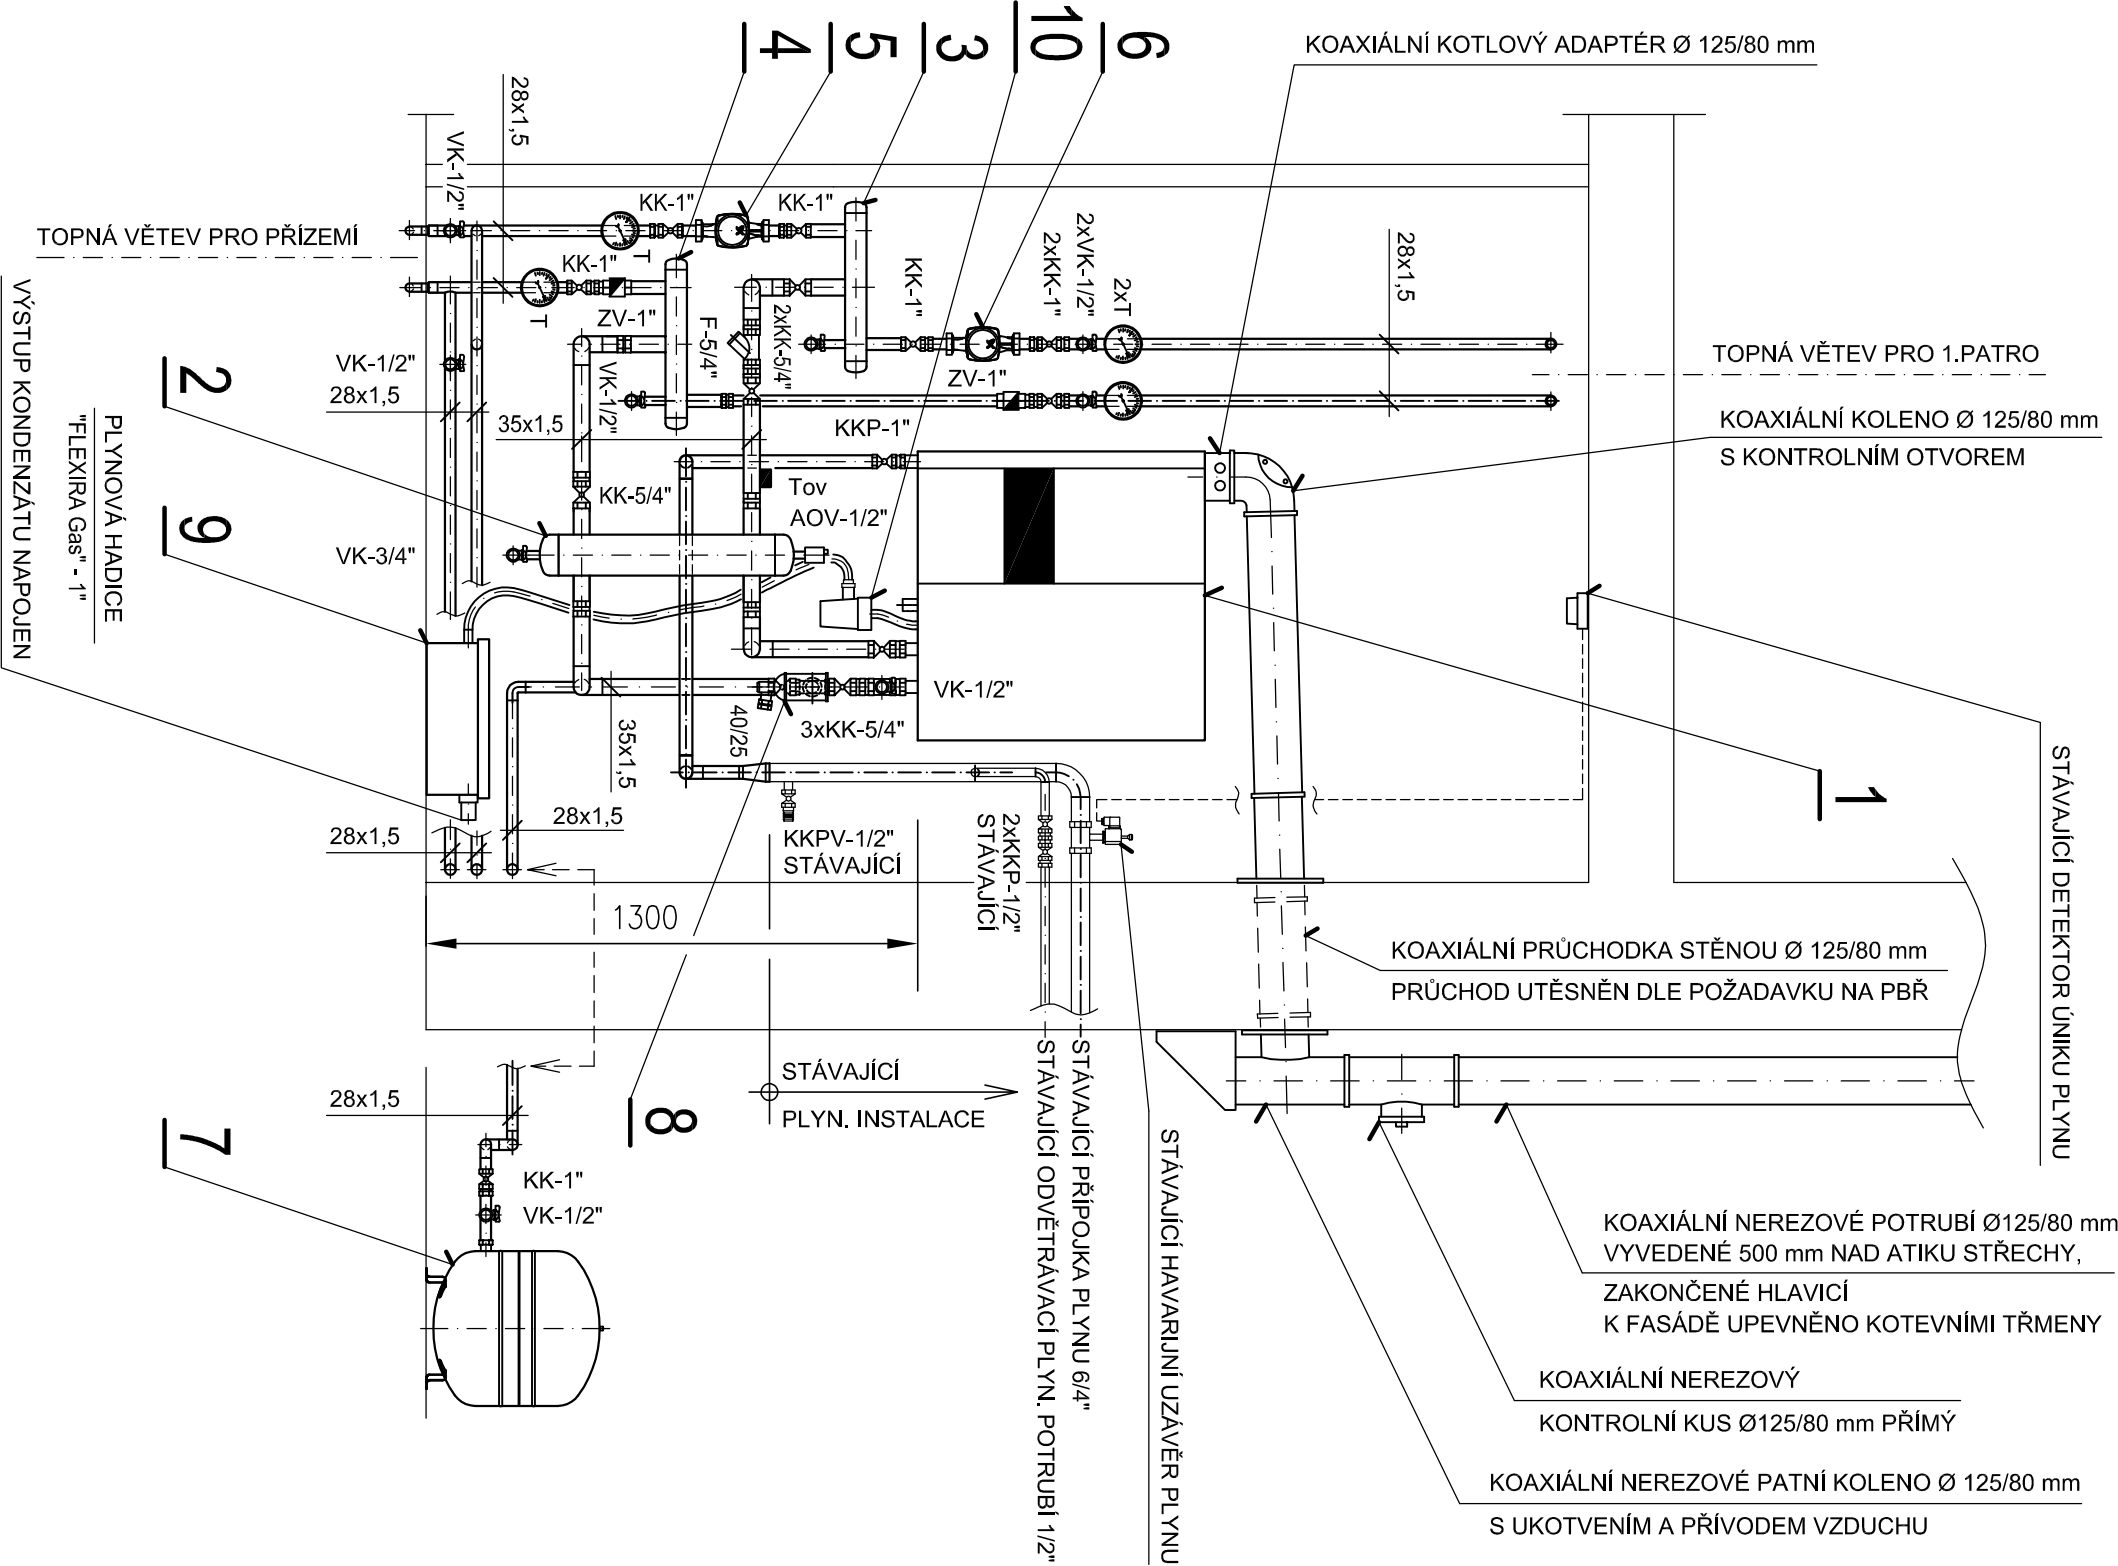 KOAXIÁLNÍ KOTLOVÝ ADAPTÉR Ø 125/80 mm
4
5
3
10
6
28x1,5
VK-1/2"
KK-1"
KK-1"
TOPNÁ VĚTEV PRO PŘÍZEMÍ
T
KK-1"
T
ZV-1"
F-5/4"
2xKK-5/4"
KK-1"
2xKK-1"
2xVK-1/2"
2xT
28x1,5
ZV-1"
TOPNÁ VĚTEV PRO 1.PATRO
KOAXIÁLNÍ KOLENO Ø 125/80 mm
S KONTROLNÍM OTVOREM
VK-1/2"
28x1,5
VK-1/2"
35x1,5
KKP-1"
2
VÝSTUP KONDENZÁTU NAPOJEN
PLYNOVÁ HADICE
"FLEXIRA Gas" - 1"
9
KK-5/4"
Tov
AOV-1/2"
VK-3/4"
VK-1/2"
3xKK-5/4"
40/25
35x1,5
28x1,5
28x1,5
KKPV-1/2"
STÁVAJÍCÍ
2xKKP-1/2"
STÁVAJÍCÍ
1
STÁVAJÍCÍ DETEKTOR ÚNIKU PLYNU
1300
KOAXIÁLNÍ PRŮCHODKA STĚNOU Ø 125/80 mm
PRŮCHOD UTĚSNĚN DLE POŽADAVKU NA PBŘ
STÁVAJÍCÍ
PLYN. INSTALACE
8
28x1,5
7
KK-1"
VK-1/2"
STÁVAJÍCÍ ODVĚTRÁVACÍ PLYN. POTRUBÍ 1/2"
STÁVAJÍCÍ PŘÍPOJKA PLYNU 6/4"
STÁVAJÍCÍ HAVARIJNÍ UZÁVĚR PLYNU
KOAXIÁLNÍ NEREZOVÉ POTRUBÍ Ø125/80 mm
VYVEDENÉ 500 mm NAD ATIKU STŘECHY,
ZAKONČENÉ HLAVICÍ
K FASÁDĚ UPEVNĚNO KOTEVNÍMI TŘMENY
KOAXIÁLNÍ NEREZOVÝ
KONTROLNÍ KUS Ø125/80 mm PŘÍMÝ
KOAXIÁLNÍ NEREZOVÉ PATNÍ KOLENO Ø 125/80 mm
S UKOTVENÍM A PŘÍVODEM VZDUCHU